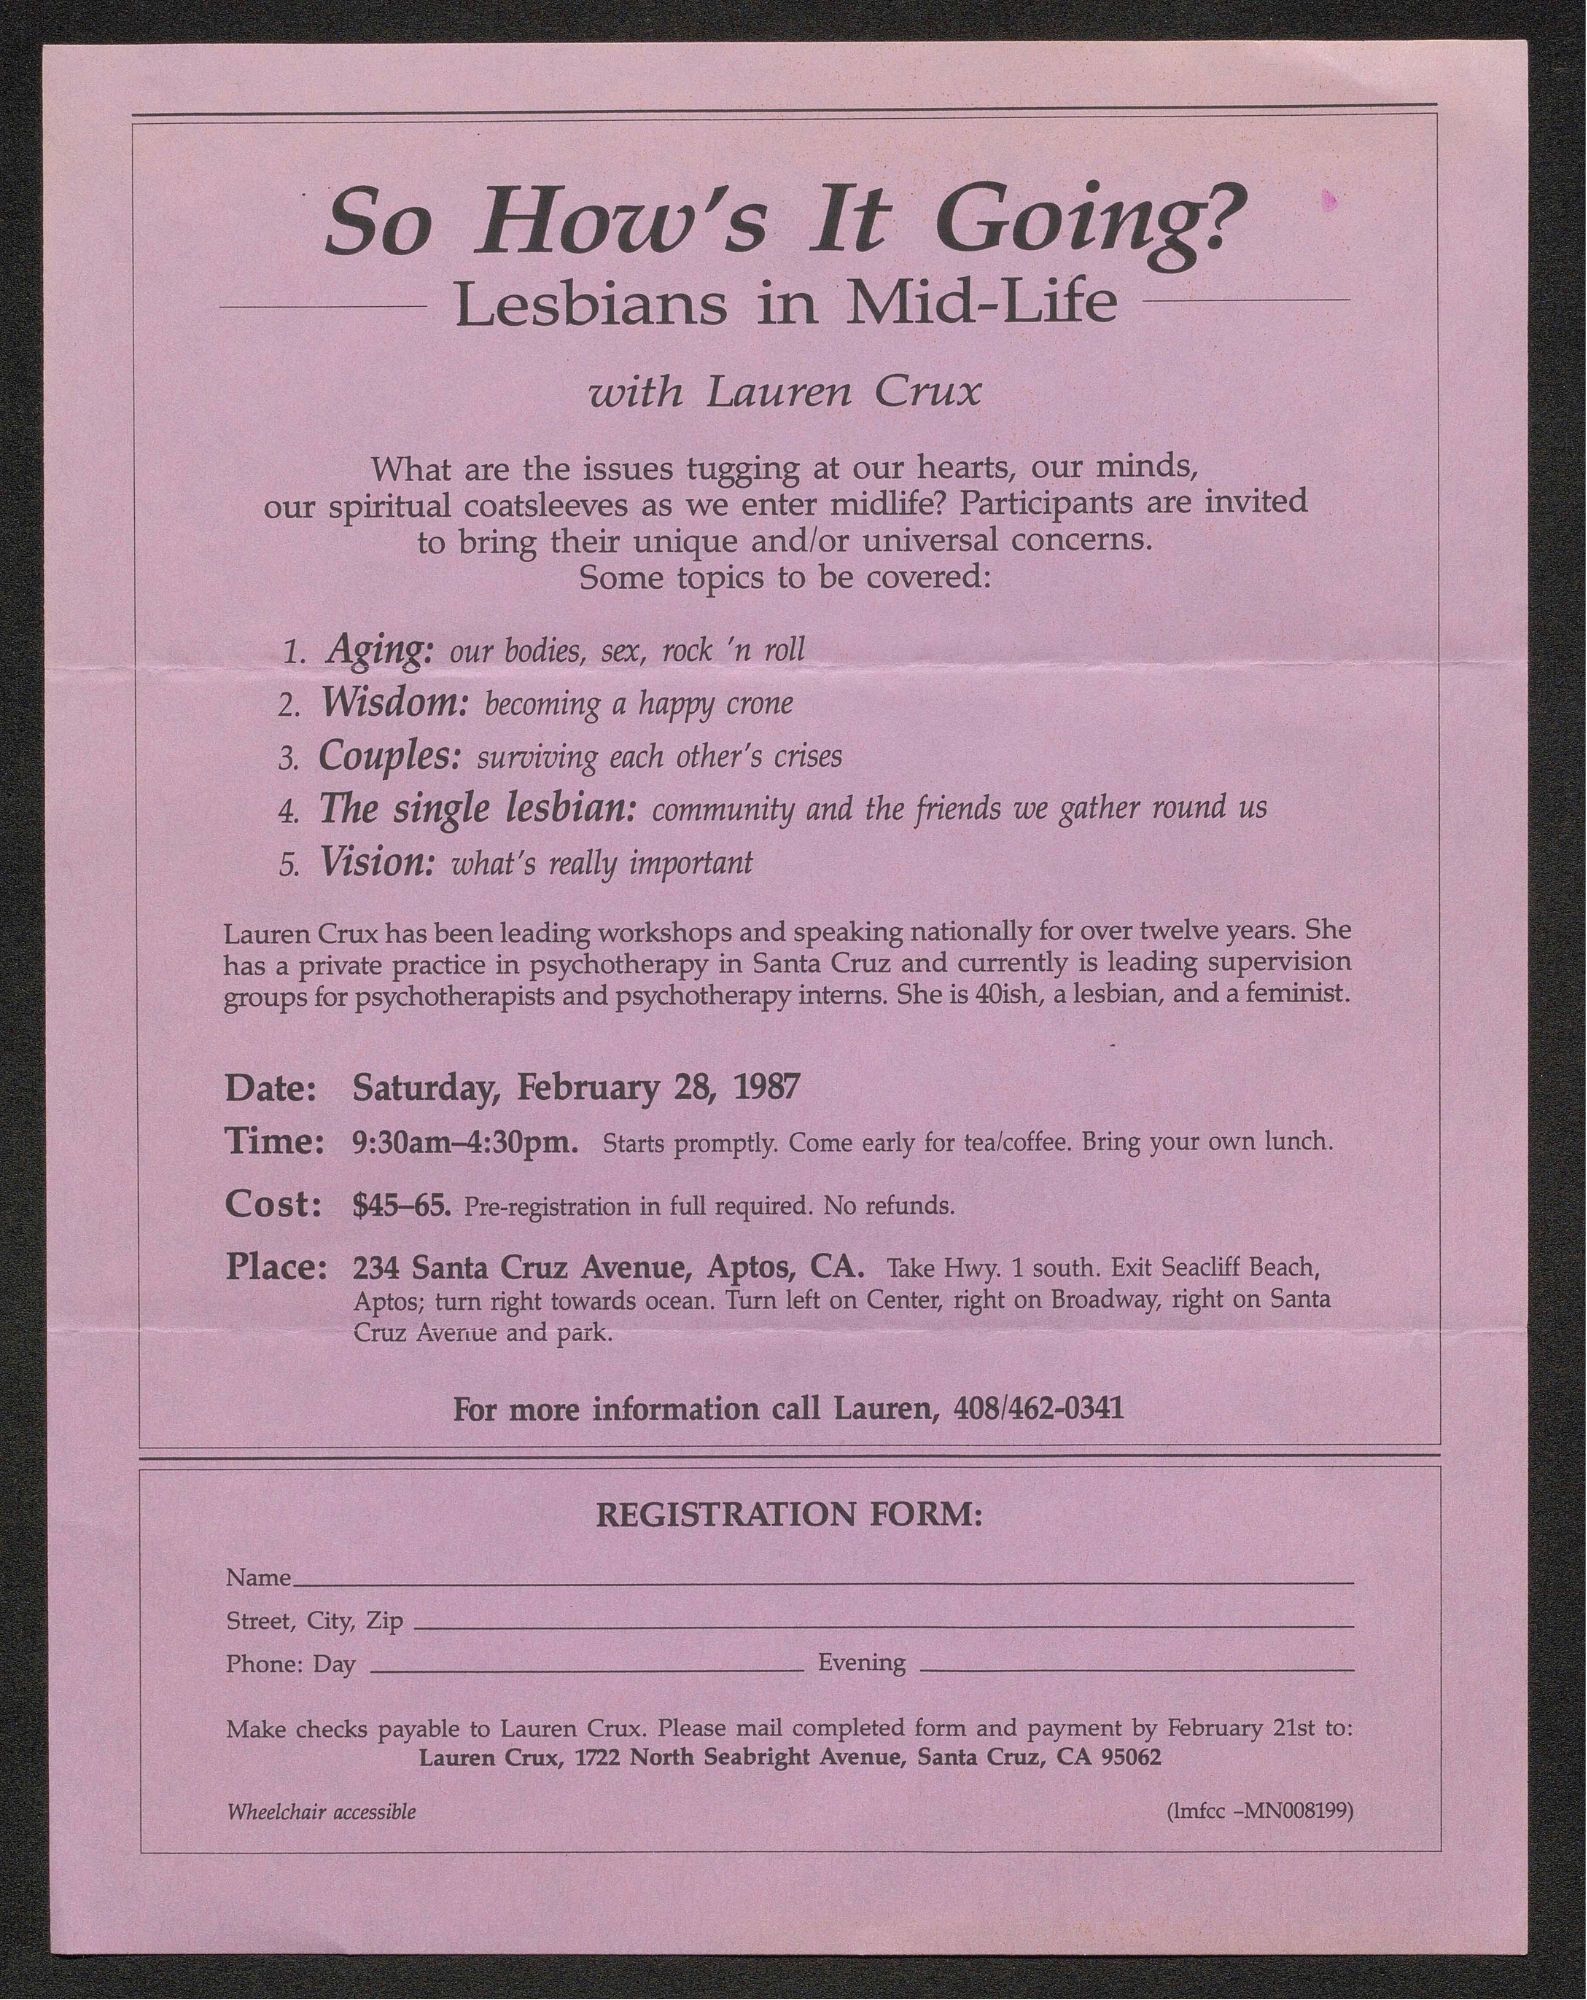 So How's It Going?
Lesbians in Mid-Life
with Lauren Crux
What are the issues tugging at our hearts, our minds,
our spiritual coatsleeves as we enter midlife? Participants are invited
to bring their unique and/or universal concerns.
Some topics to be covered:
1. Aging: our bodies, sex, rock 'n roll
2. Wisdom: becoming a happy crone
3. Couples: surviving each other's crises
4. The single lesbian: community and the friends we gather round us
5. Vision: what's really important
Lauren Crux has been leading workshops and speaking nationally for over twelve years. She
has a private practice in psychotherapy in Santa Cruz and currently is leading supervision
groups for psychotherapists and psychotherapy interns. She is 40ish, a lesbian, and a feminist.
Date: Saturday, February 28, 1987
Time: 9:30am–4:30pm. Starts promptly. Come early for tea/coffee. Bring your own lunch.
Cost: $45–65. Pre-registration in full required. No refunds.
Place: 234 Santa Cruz Avenue, Aptos, CA. Take Hwy. 1 south. Exit Seacliff Beach,
Aptos; turn right towards ocean. Turn left on Center, right on Broadway, right on Santa
Cruz Avenue and park.
For more information call Lauren, 408/462-0341
REGISTRATION FORM:
Name
Street, City, Zip
Phone: Day Evening
Make checks payable to Lauren Crux. Please mail completed form and payment by February 21st to:
Lauren Crux, 1722 North Seabright Avenue, Santa Cruz, CA 95062
Wheelchair accessible (lmfcc –MN008199)